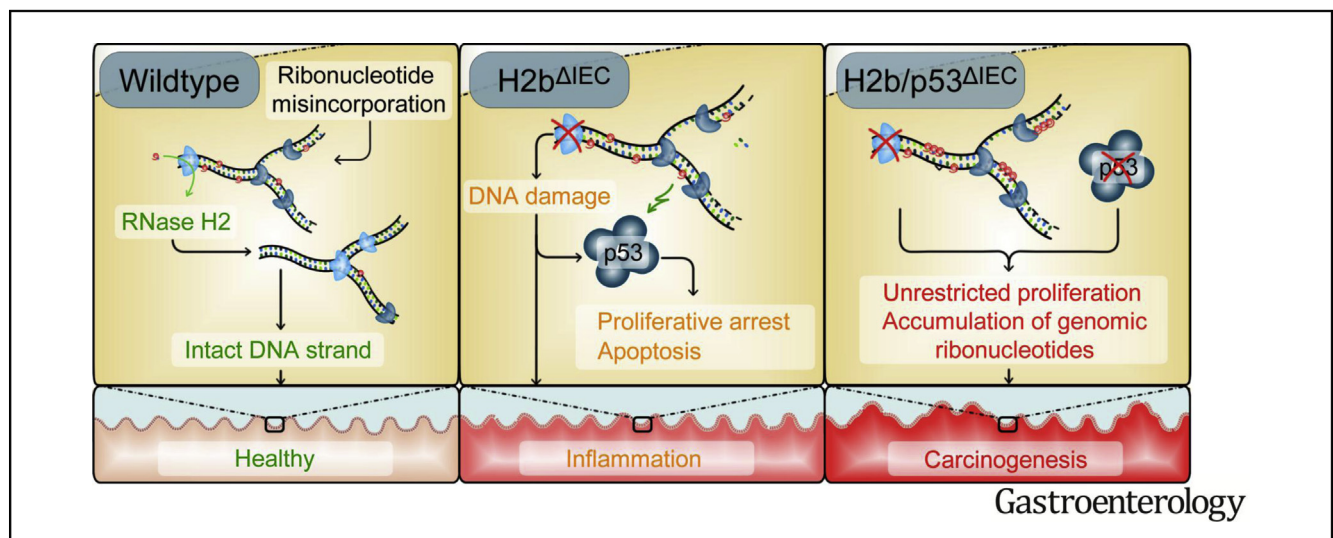 Wildtype
Ribonucleotide
misincorporation
RNase H2
Intact DNA strand
Healthy
H2b^ΔIEC
DNA damage
p53
Proliferative arrest
Apoptosis
Inflammation
H2b/p53^ΔIEC
p53
Unrestricted proliferation
Accumulation of genomic
ribonucleotides
Carcinogenesis
Gastroenterology